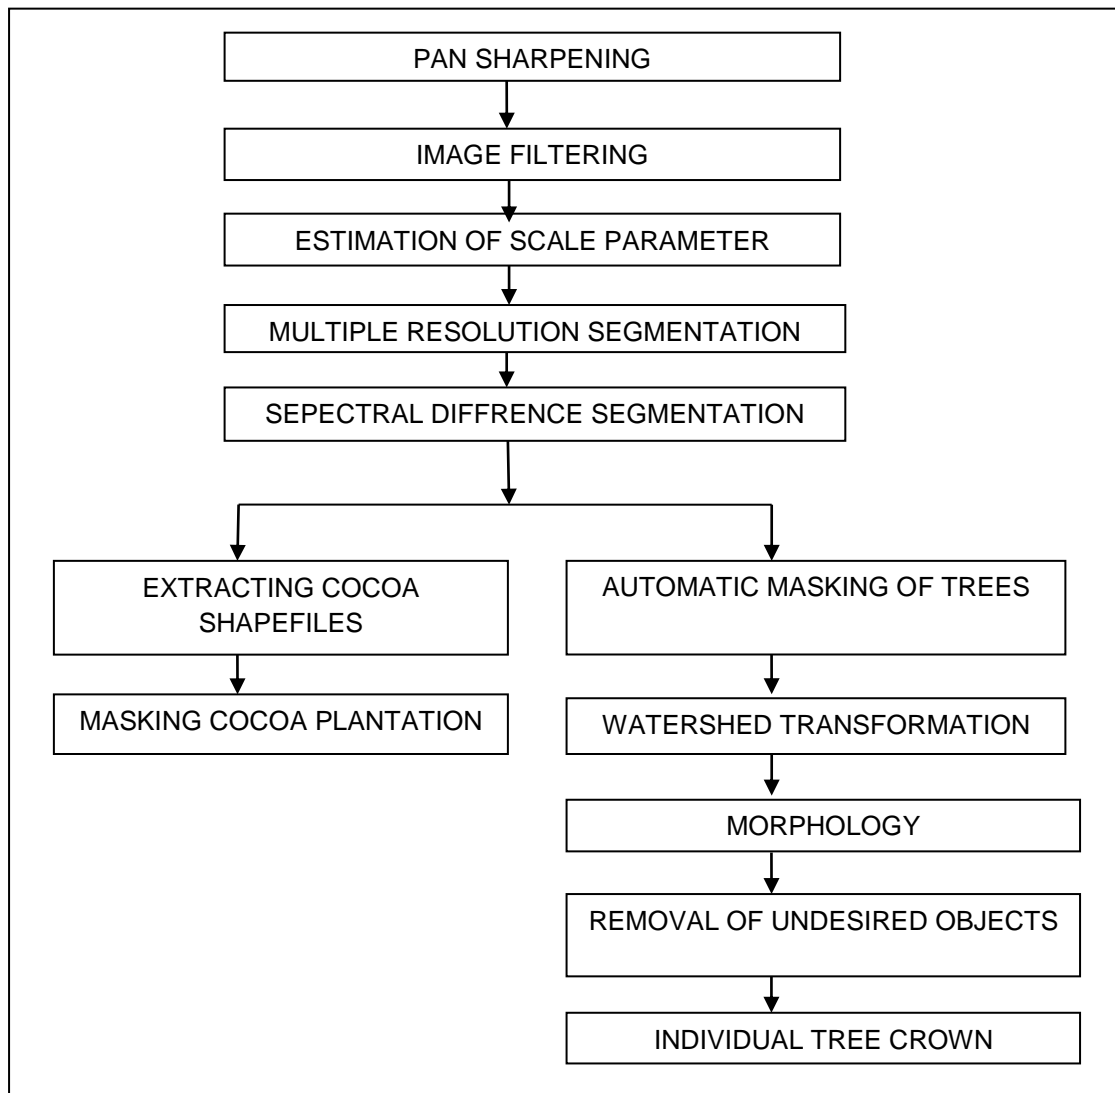 PAN SHARPENING
IMAGE FILTERING
ESTIMATION OF SCALE PARAMETER
MULTIPLE RESOLUTION SEGMENTATION
SEPECTRAL DIFFRENCE SEGMENTATION
EXTRACTING COCOA
SHAPEFILES
MASKING COCOA PLANTATION
AUTOMATIC MASKING OF TREES
WATERSHED TRANSFORMATION
MORPHOLOGY
REMOVAL OF UNDESIRED OBJECTS
INDIVIDUAL TREE CROWN